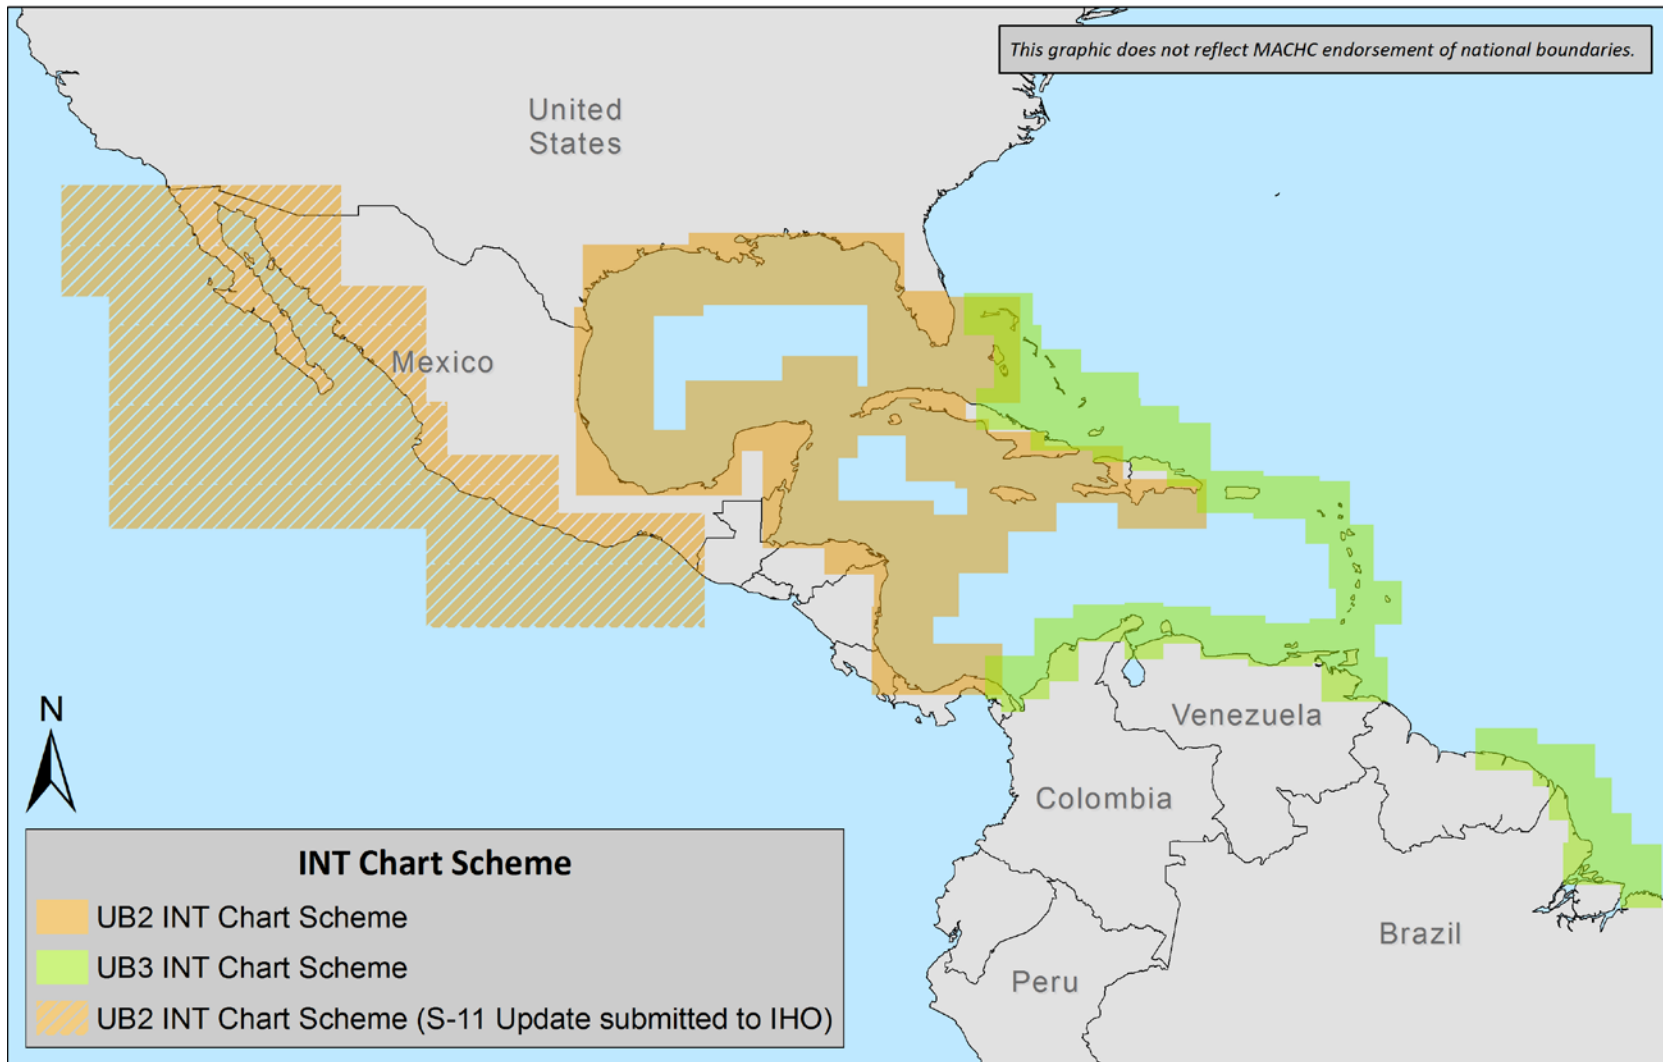 This graphic does not reflect MACHC endorsement of national boundaries.
United
States
Mexico
N
Venezuela
Colombia
Brazil
Peru
INT Chart Scheme
UB2 INT Chart Scheme
UB3 INT Chart Scheme
UB2 INT Chart Scheme (S-11 Update submitted to IHO)